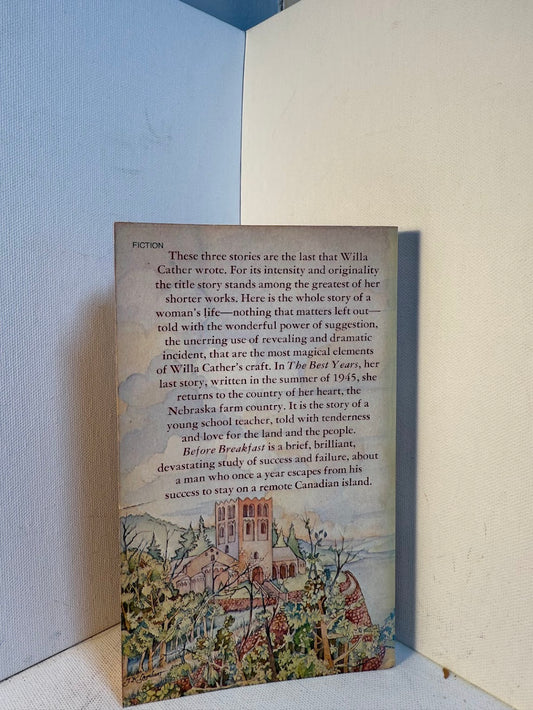 FICTION
These three stories are the last that Willa
Cather wrote. For its intensity and originality
the title story stands among the greatest of her
shorter works. Here is the whole story of a
woman's life—nothing that matters left out—
told with the wonderful power of suggestion,
the unerring use of revealing and dramatic
incident, that are the most magical elements
of Willa Cather's craft. In The Best Years, her
last story, written in the summer of 1945, she
returns to the country of her heart, the
Nebraska farm country. It is the story of a
young school teacher, told with tenderness
and love for the land and the people.
Before Breakfast is a brief, brilliant,
devastating study of success and failure, about
a man who once a year escapes from his
success to stay on a remote Canadian island.